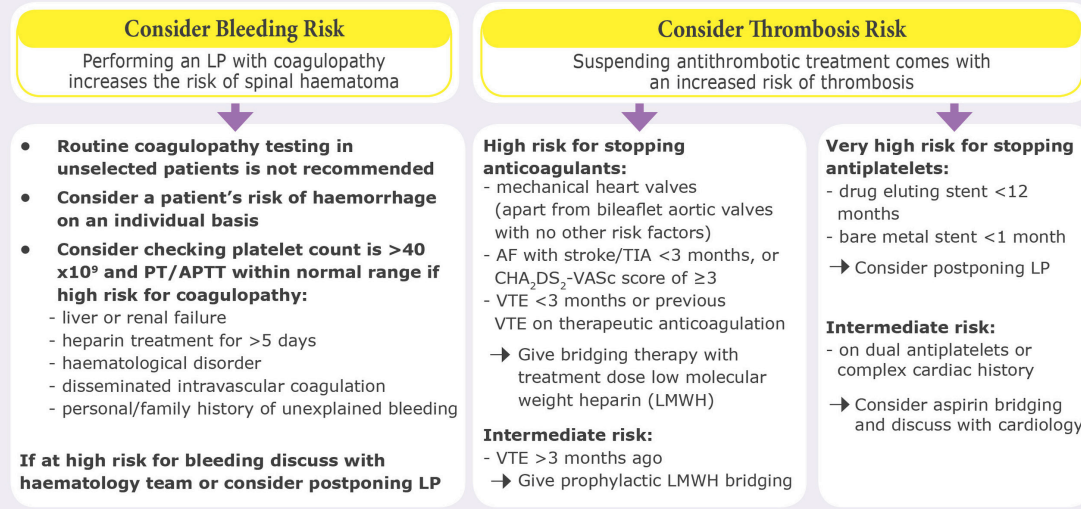 Consider Bleeding Risk
Performing an LP with coagulopathy
increases the risk of spinal haematoma
● Routine coagulopathy testing in
unselected patients is not recommended
● Consider a patient’s risk of haemorrhage
on an individual basis
● Consider checking platelet count is >40
x10⁹ and PT/APTT within normal range if
high risk for coagulopathy:
- liver or renal failure
- heparin treatment for >5 days
- haematological disorder
- disseminated intravascular coagulation
- personal/family history of unexplained bleeding
If at high risk for bleeding discuss with
haematology team or consider postponing LP
Consider Thrombosis Risk
Suspending antithrombotic treatment comes with
an increased risk of thrombosis
High risk for stopping
anticoagulants:
- mechanical heart valves
(apart from bileaflet aortic valves
with no other risk factors)
- AF with stroke/TIA <3 months, or
CHA₂DS₂-VASc score of ≥3
- VTE <3 months or previous
VTE on therapeutic anticoagulation
→ Give bridging therapy with
treatment dose low molecular
weight heparin (LMWH)
Intermediate risk:
- VTE >3 months ago
→ Give prophylactic LMWH bridging
Very high risk for stopping
antiplatelets:
- drug eluting stent <12
months
- bare metal stent <1 month
→ Consider postponing LP
Intermediate risk:
- on dual antiplatelets or
complex cardiac history
→ Consider aspirin bridging
and discuss with cardiology